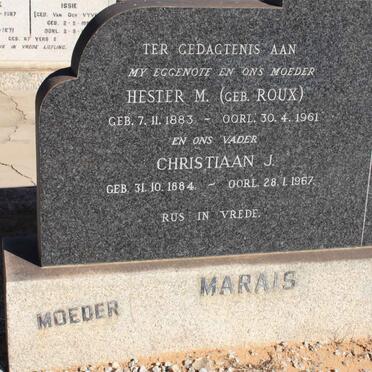 ISSIE
TER GEDAGTENIS AAN
MY EGGENOTE EN ONS MOEDER
HESTER M. (GEB. ROUX)
GEB. 7. 11. 1883 - OORL. 30. 4. 1961
EN ONS VADER
CHRISTIAAN J.
GEB. 31. 10. 1884. - OORL. 28. 1. 1967.
RUS IN VREDE.
MARAIS
MOEDER